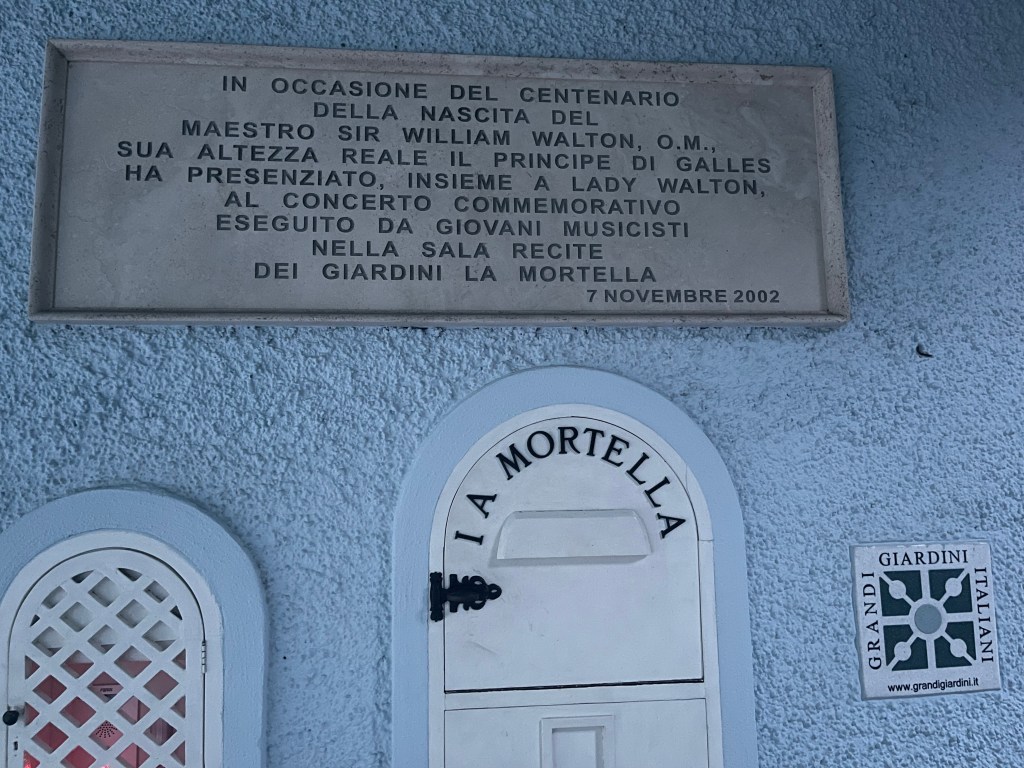 IN OCCASIONE DEL CENTENARIO
DELLA NASCITA DEL
MAESTRO SIR WILLIAM WALTON, O.M.,
SUA ALTEZZA REALE IL PRINCIPE DI GALLES
HA PRESENZIATO, INSIEME A LADY WALTON,
AL CONCERTO COMMEMORATIVO
ESEGUITO DA GIOVANI MUSICISTI
NELLA SALA RECITE
DEI GIARDINI LA MORTELLA
7 NOVEMBRE 2002
LA MORTELLA
GRANDI GIARDINI ITALIANI
www.grandigiardini.it